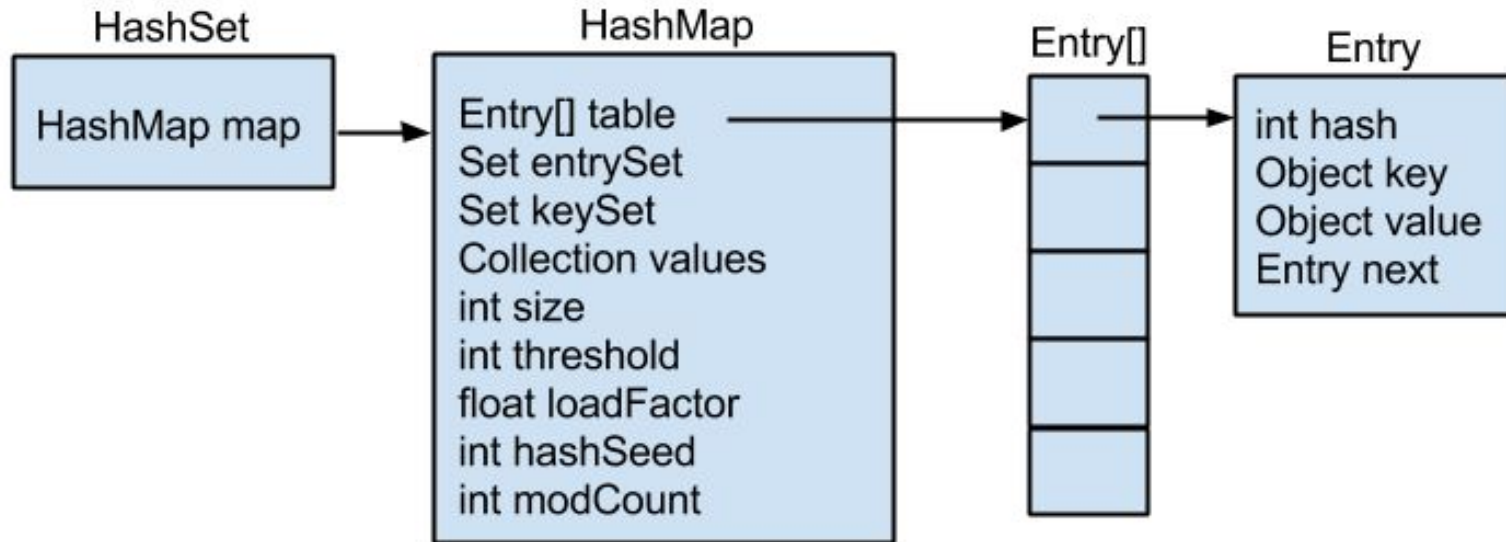 HashSet
HashMap map
HashMap
Entry[] table
Set entrySet
Set keySet
Collection values
int size
int threshold
float loadFactor
int hashSeed
int modCount
Entry[]
Entry
int hash
Object key
Object value
Entry next